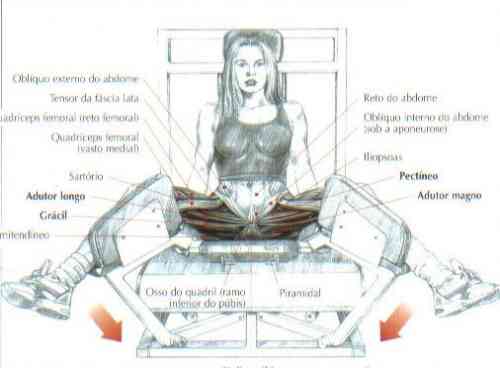 Oblíquo externo do abdome
Tensor da fáscia lata
uadríceps femoral (reto femoral)
Quadríceps femoral
(vasto medial)
Sartório
Adutor longo
Grácil
mitendíneo
Reto do abdome
Oblíquo interno do abdome
(sob a aponeurose)
Iliopsoas
Pectíneo
Adutor magno
Osso do quadril (ramo
inferior do púbis)
Piramidal